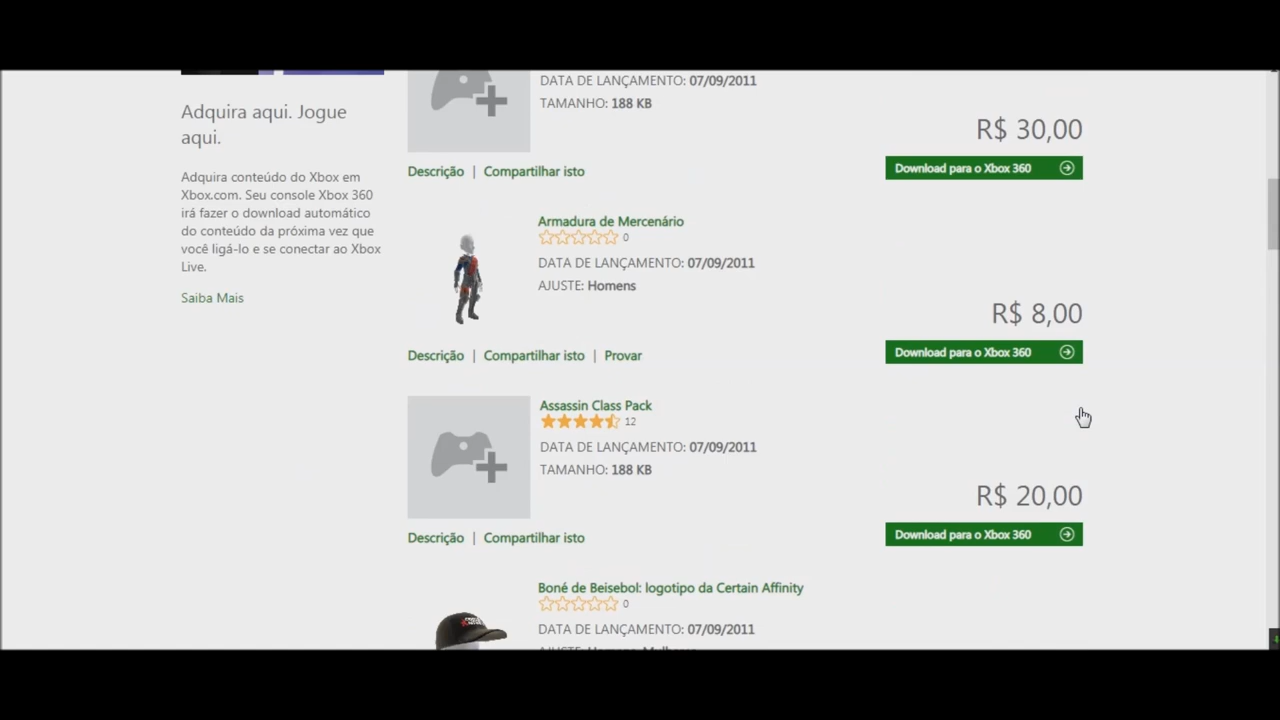 DATA DE LANÇAMENTO: 07/09/2011
TAMANHO: 188 KB
R$ 30,00
Download para o Xbox 360
Descrição | Compartilhar isto
Adquira aqui. Jogue
aqui.
Adquira conteúdo do Xbox em
Xbox.com. Seu console Xbox 360
irá fazer o download automático
do conteúdo da próxima vez que
você ligá-lo e se conectar ao Xbox
Live.
Saiba Mais
Armadura de Mercenário
0
DATA DE LANÇAMENTO: 07/09/2011
AJUSTE: Homens
R$ 8,00
Download para o Xbox 360
Descrição | Compartilhar isto | Provar
Assassin Class Pack
12
DATA DE LANÇAMENTO: 07/09/2011
TAMANHO: 188 KB
R$ 20,00
Download para o Xbox 360
Descrição | Compartilhar isto
Boné de Beisebol: logotipo da Certain Affinity
0
DATA DE LANÇAMENTO: 07/09/2011